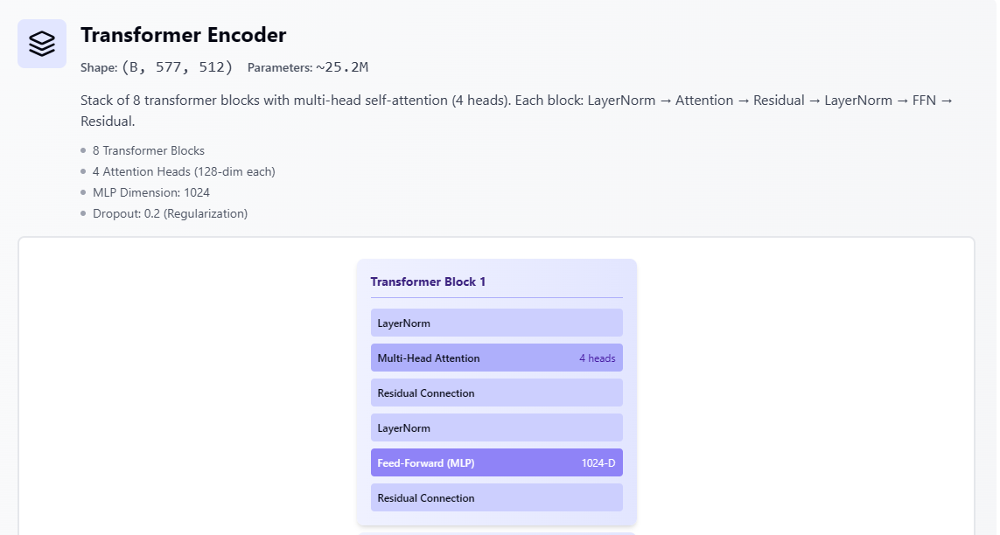 Transformer Encoder
Shape: (B, 577, 512) Parameters: ~25.2M
Stack of 8 transformer blocks with multi-head self-attention (4 heads). Each block: LayerNorm → Attention → Residual → LayerNorm → FFN →
Residual.
8 Transformer Blocks
4 Attention Heads (128-dim each)
MLP Dimension: 1024
Dropout: 0.2 (Regularization)
Transformer Block 1
LayerNorm
Multi-Head Attention 4 heads
Residual Connection
LayerNorm
Feed-Forward (MLP) 1024-D
Residual Connection